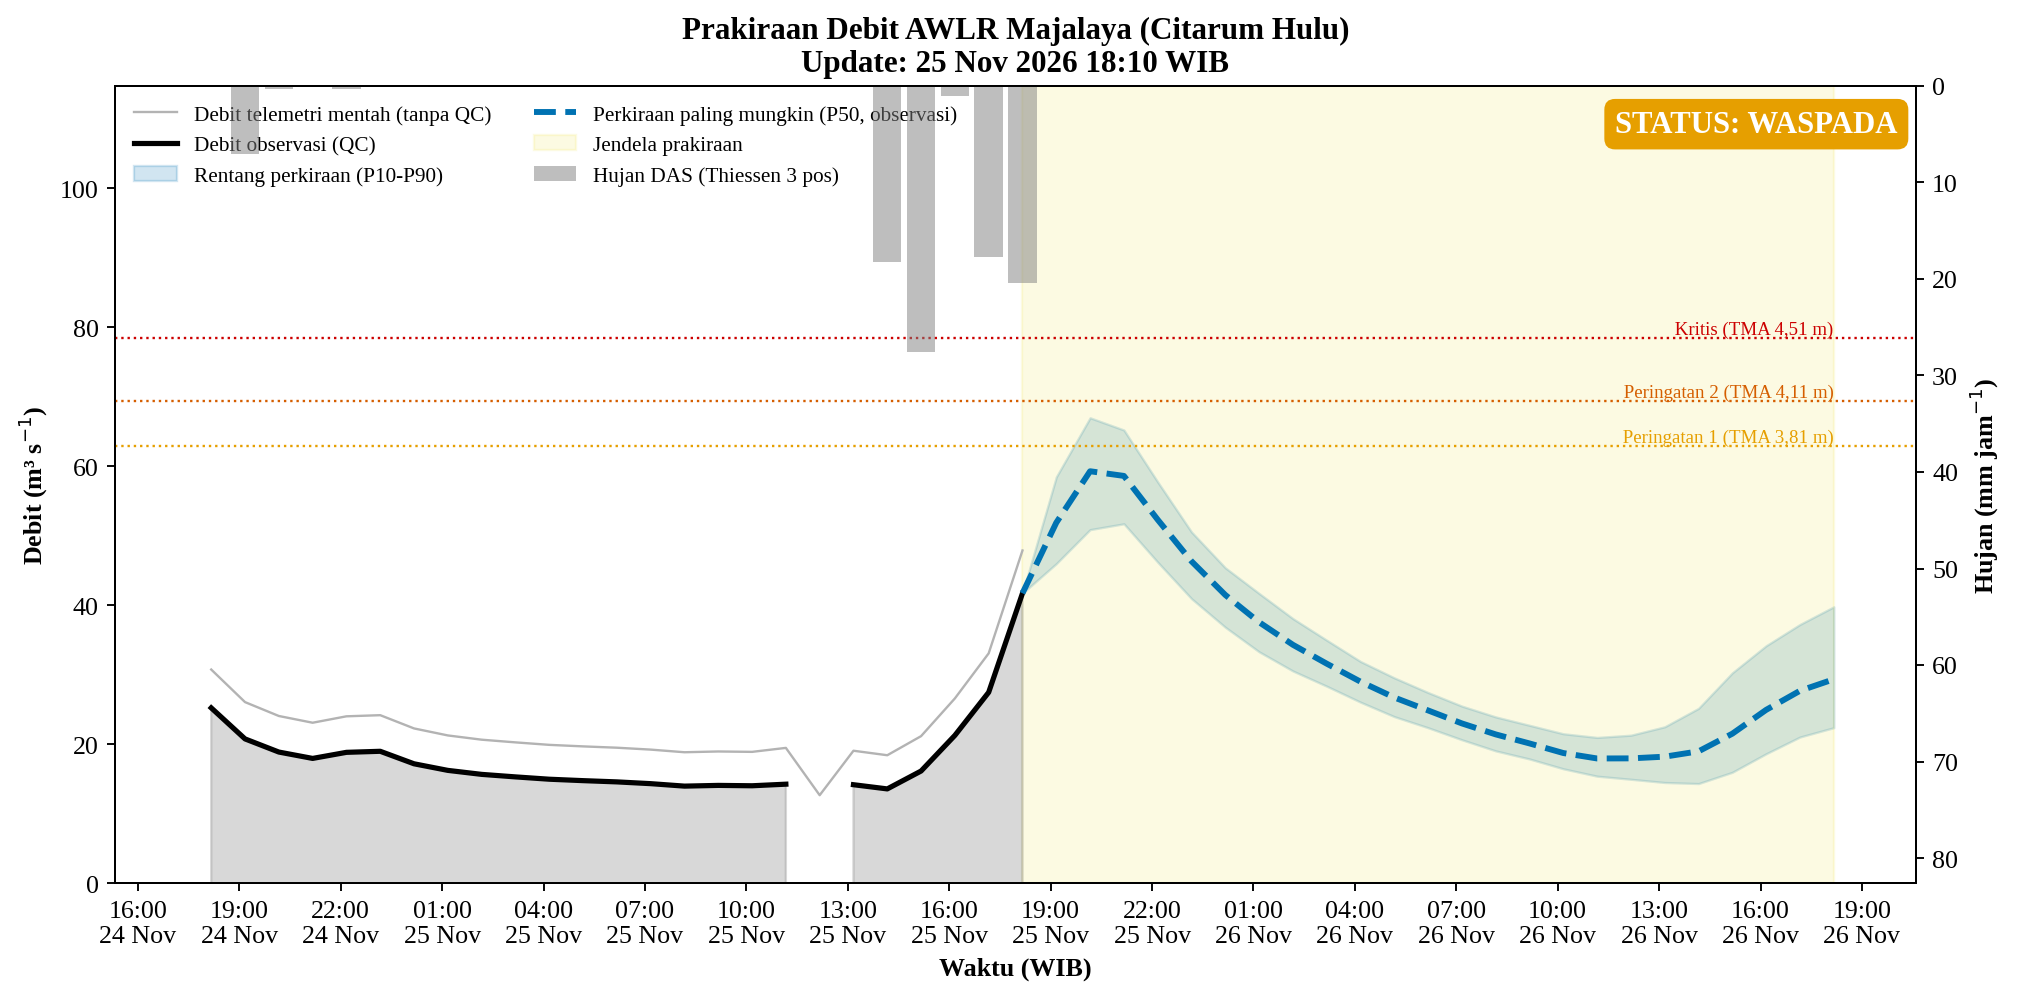 Prakiraan Debit AWLR Majalaya (Citarum Hulu)
Update: 25 Nov 2026 18:10 WIB
Debit telemetri mentah (tanpa QC)
Debit observasi (QC)
Rentang perkiraan (P10-P90)
Perkiraan paling mungkin (P50, observasi)
Jendela prakiraan
Hujan DAS (Thiessen 3 pos)
STATUS: WASPADA
Kritis (TMA 4,51 m)
Peringatan 2 (TMA 4,11 m)
Peringatan 1 (TMA 3,81 m)
Debit (m³ s⁻¹)
100
80
60
40
20
0
Hujan (mm jam⁻¹)
0
10
20
30
40
50
60
70
80
16:00 19:00 22:00 01:00 04:00 07:00 10:00 13:00 16:00 19:00 22:00 01:00 04:00 07:00 10:00 13:00 16:00 19:00
24 Nov 24 Nov 24 Nov 25 Nov 25 Nov 25 Nov 25 Nov 25 Nov 25 Nov 25 Nov 25 Nov 26 Nov 26 Nov 26 Nov 26 Nov 26 Nov 26 Nov 26 Nov
Waktu (WIB)